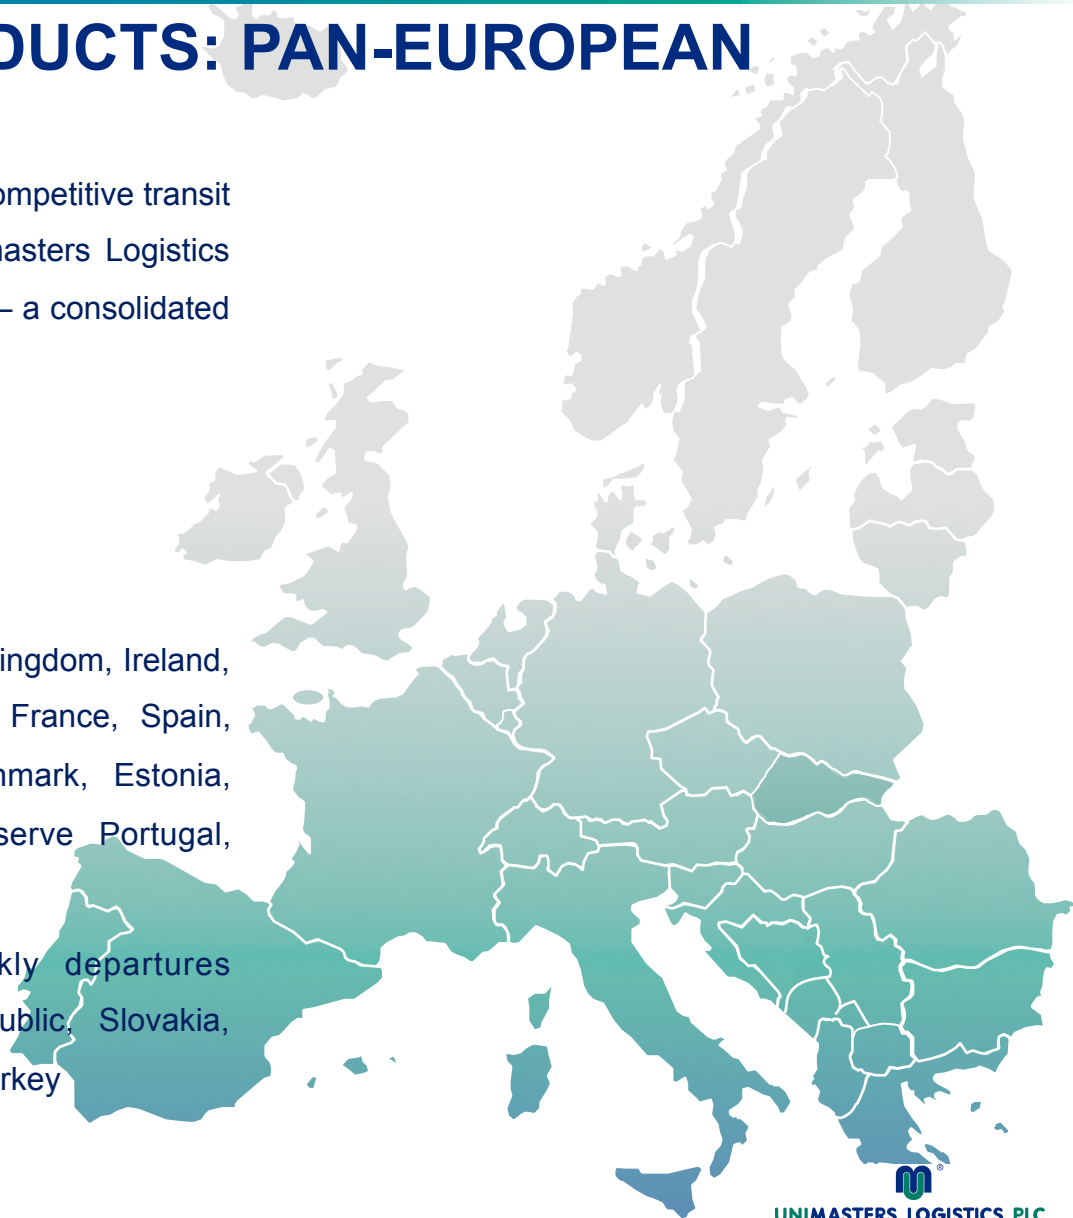 DUCTS: PAN-EUROPEAN
ompetitive transit
nasters Logistics
– a consolidated
ingdom, Ireland,
France, Spain,
nmark, Estonia,
serve Portugal,
kly departures
ublic, Slovakia,
rkey
®
UNIMASTERS LOGISTICS PLC